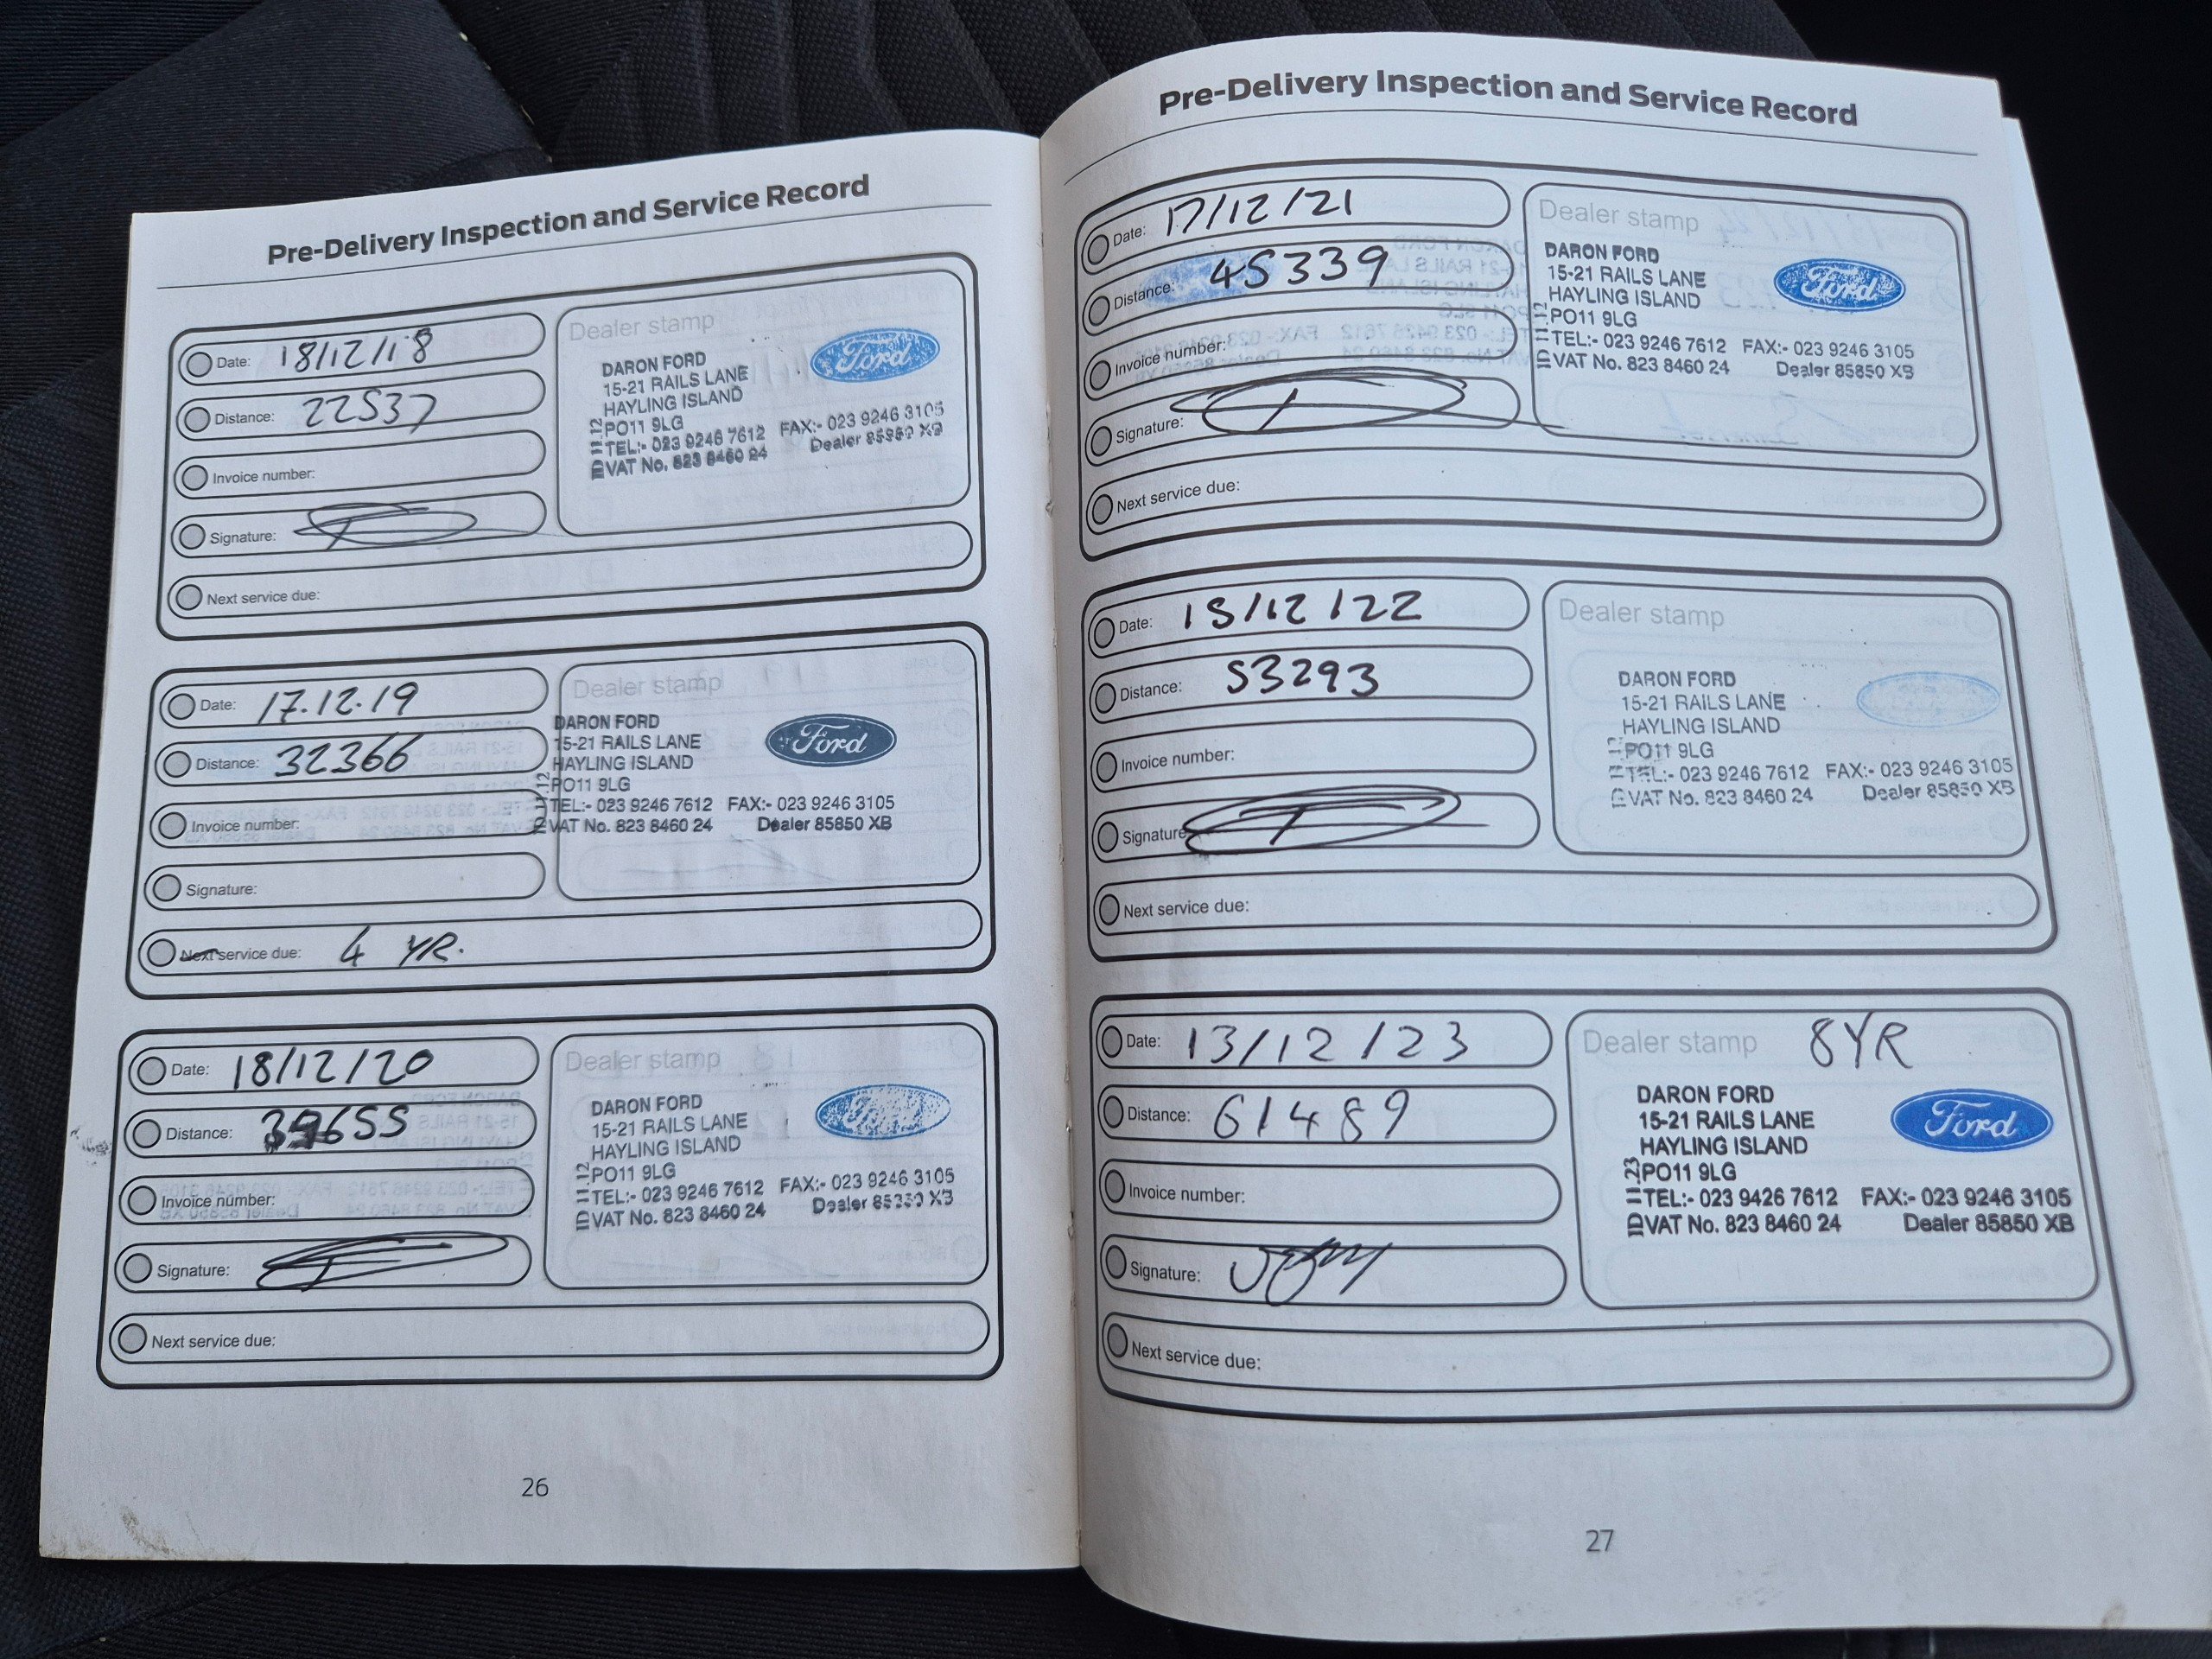 Pre-Delivery Inspection and Service Record
Date: 18/12/18
Distance: 22537
Invoice number:
Signature:
Next service due:
Dealer stamp
Ford
DARON FORD
15-21 RAILS LANE
HAYLING ISLAND
PO11 9LG
TEL:- 023 9246 7612 FAX:- 023 9246 3105
VAT No. 823 8460 24 Dealer 85850 XB
Date: 17.12.19
Distance: 32366
Invoice number:
Signature:
Next service due: 4 YR.
Dealer stamp
Ford
DARON FORD
15-21 RAILS LANE
HAYLING ISLAND
PO11 9LG
TEL:- 023 9246 7612 FAX:- 023 9246 3105
VAT No. 823 8460 24 Dealer 85850 XB
Date: 18/12/20
Distance: 39655
Invoice number:
Signature:
Next service due:
Dealer stamp
Ford
DARON FORD
15-21 RAILS LANE
HAYLING ISLAND
PO11 9LG
TEL:- 023 9246 7612 FAX:- 023 9246 3105
VAT No. 823 8460 24 Dealer 85850 XB
26
Pre-Delivery Inspection and Service Record
Date: 17/12/21
Distance: 45339
Invoice number:
Signature:
Next service due:
Dealer stamp
Ford
DARON FORD
15-21 RAILS LANE
HAYLING ISLAND
PO11 9LG
TEL:- 023 9246 7612 FAX:- 023 9246 3105
VAT No. 823 8460 24 Dealer 85850 XB
Date: 15/12/22
Distance: 53293
Invoice number:
Signature:
Next service due:
Dealer stamp
DARON FORD
15-21 RAILS LANE
HAYLING ISLAND
PO11 9LG
TEL:- 023 9246 7612 FAX:- 023 9246 3105
VAT No. 823 8460 24 Dealer 85850 XB
Date: 13/12/23
Distance: 61489
Invoice number:
Signature:
Next service due:
Dealer stamp 8YR
Ford
DARON FORD
15-21 RAILS LANE
HAYLING ISLAND
PO11 9LG
TEL:- 023 9426 7612 FAX:- 023 9246 3105
VAT No. 823 8460 24 Dealer 85850 XB
27